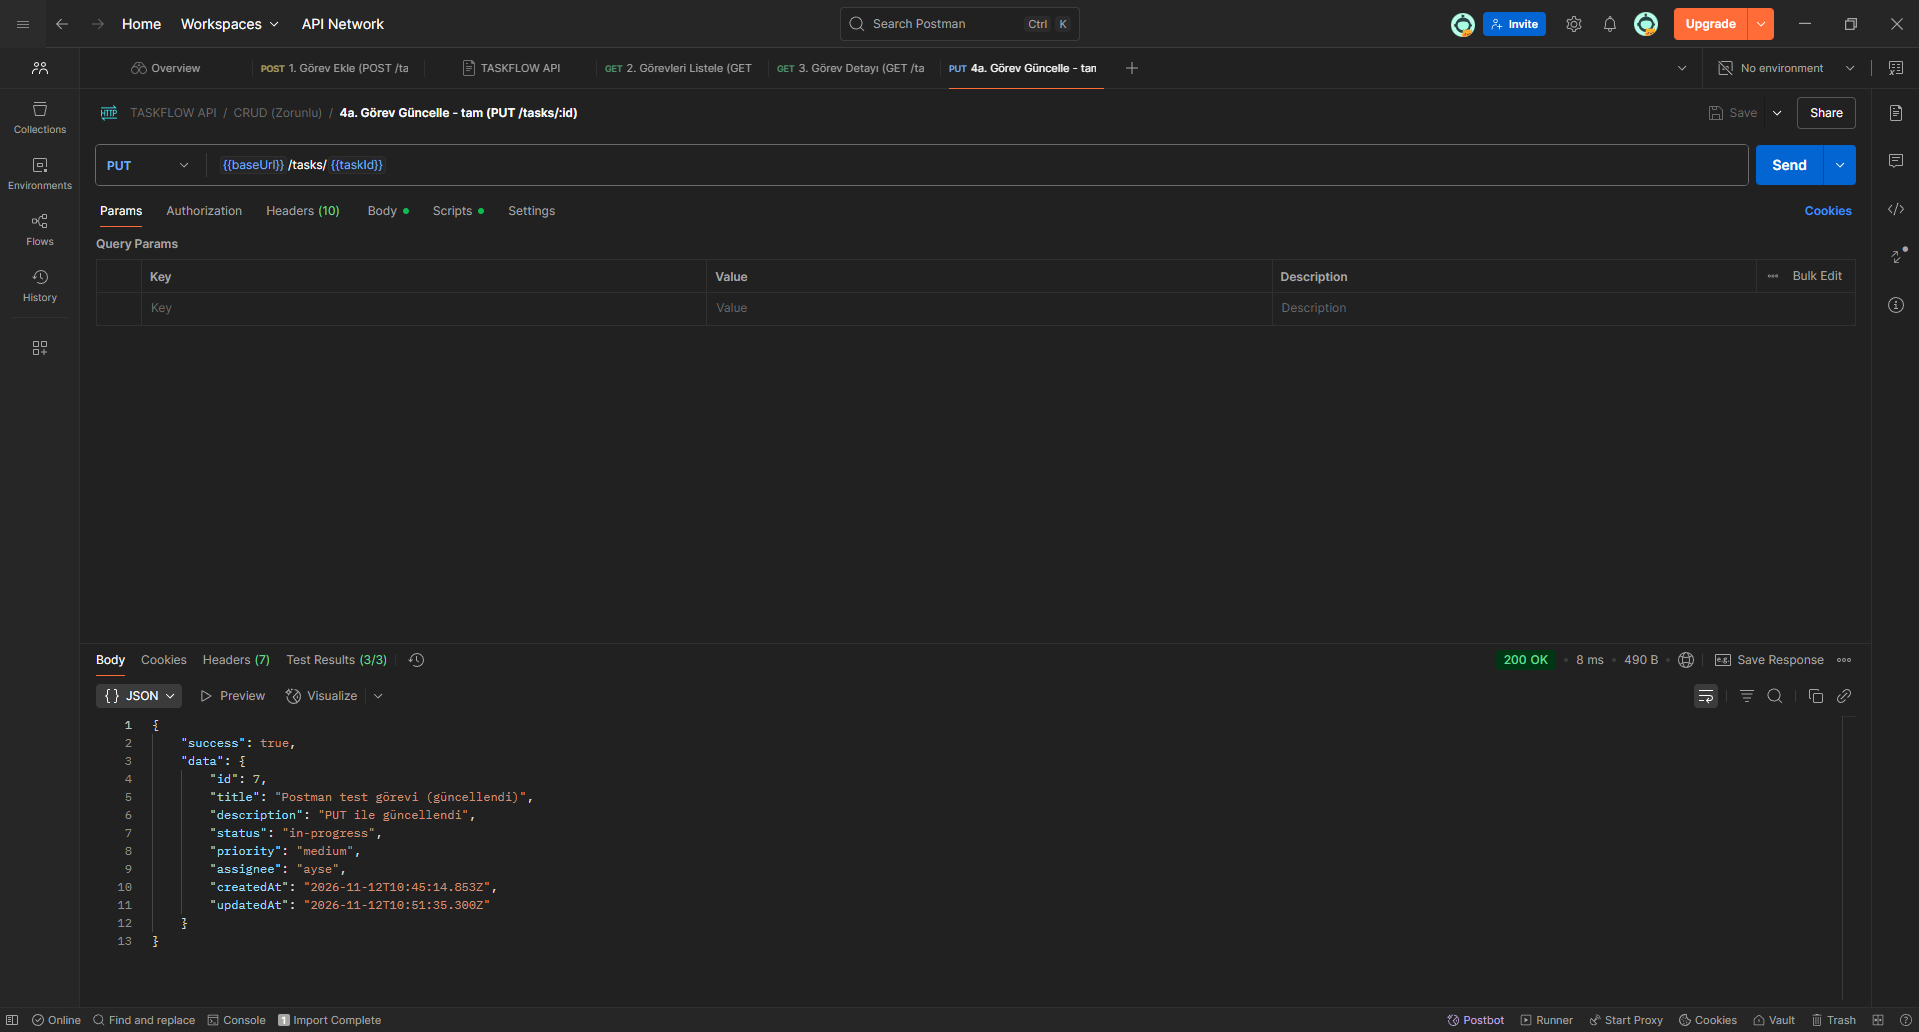 Home Workspaces API Network Search Postman Ctrl K Invite Upgrade
Overview POST 1. Görev Ekle (POST /ta TASKFLOW API GET 2. Görevleri Listele (GET GET 3. Görev Detayı (GET /ta PUT 4a. Görev Güncelle - tam No environment
HTTP TASKFLOW API / CRUD (Zorunlu) / 4a. Görev Güncelle - tam (PUT /tasks/:id) Save Share
Collections
Environments
Flows
History
PUT {{baseUrl}} /tasks/ {{taskId}} Send
Params Authorization Headers (10) Body Scripts Settings Cookies
Query Params
Key Value Description Bulk Edit
Key Value Description
Body Cookies Headers (7) Test Results (3/3) 200 OK 8 ms 490 B e.g. Save Response
{ } JSON Preview Visualize
1 {
2 "success": true,
3 "data": {
4 "id": 7,
5 "title": "Postman test görevi (güncellendi)",
6 "description": "PUT ile güncellendi",
7 "status": "in-progress",
8 "priority": "medium",
9 "assignee": "ayse",
10 "createdAt": "2026-11-12T10:45:14.853Z",
11 "updatedAt": "2026-11-12T10:51:35.300Z"
12 }
13 }
Online Find and replace Console 1 Import Complete Postbot Runner Start Proxy Cookies Vault Trash